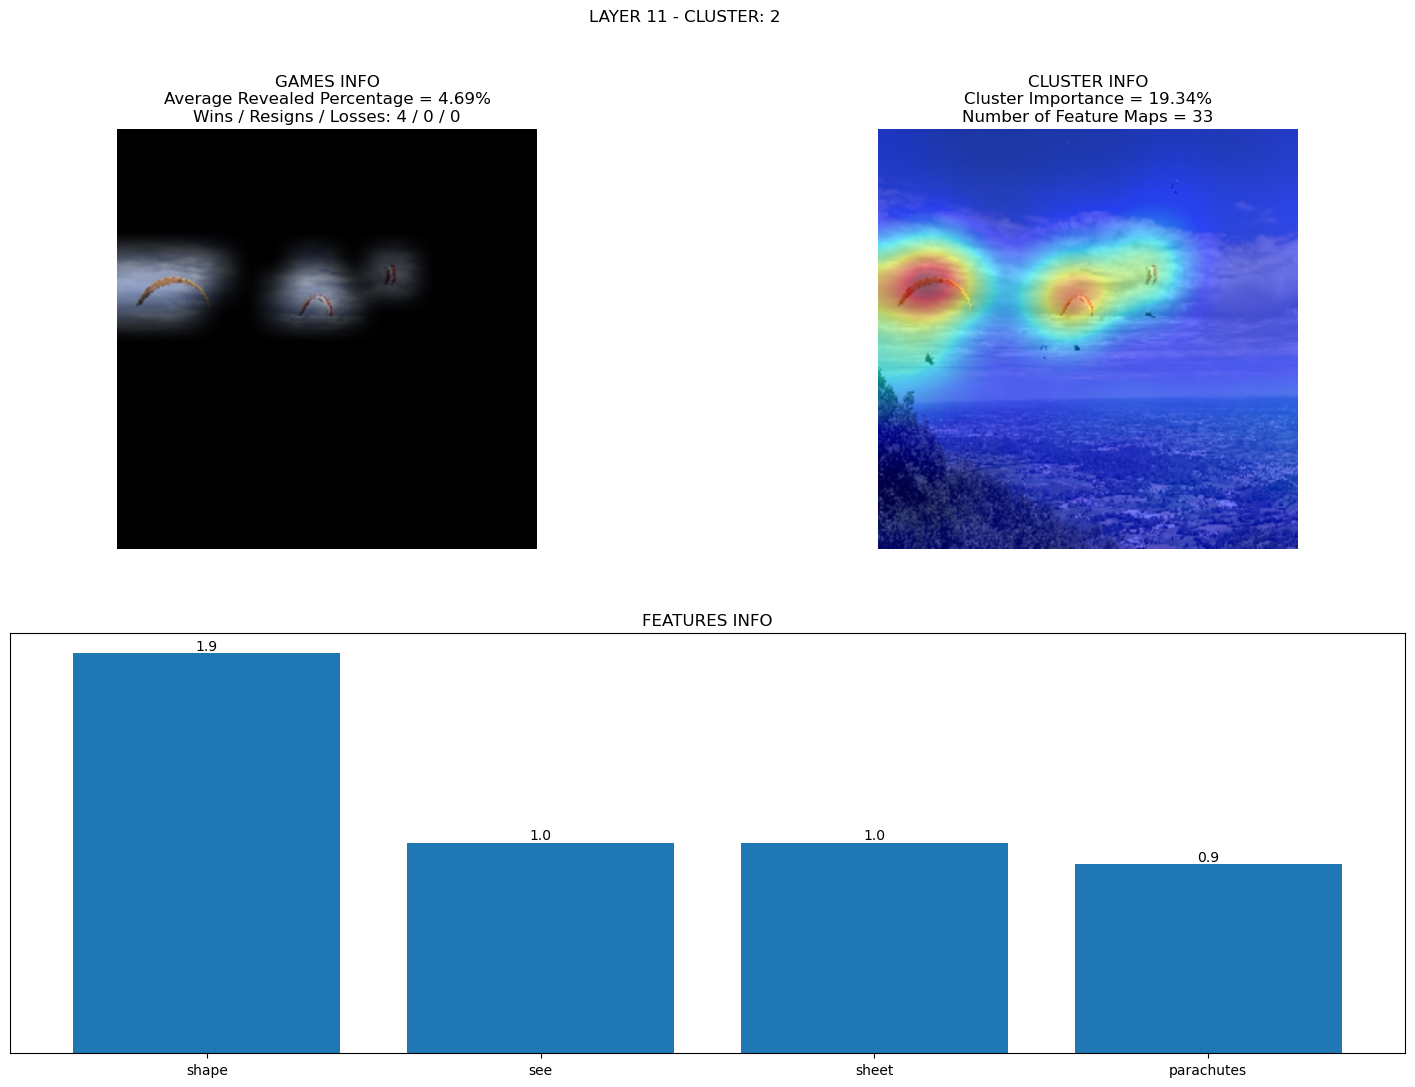 LAYER 11 - CLUSTER: 2
GAMES INFO
Average Revealed Percentage = 4.69%
Wins / Resigns / Losses: 4 / 0 / 0
CLUSTER INFO
Cluster Importance = 19.34%
Number of Feature Maps = 33
FEATURES INFO
1.9
1.0
1.0
0.9
shape
see
sheet
parachutes